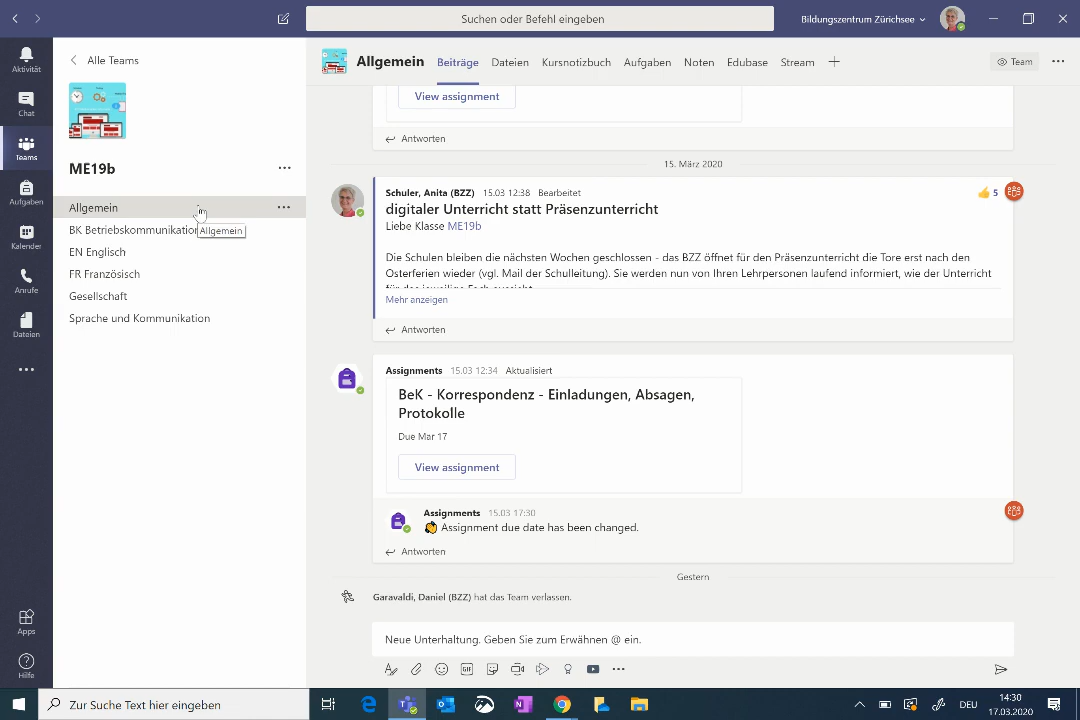 Suchen oder Befehl eingeben
Bildungszentrum Zürichsee
Aktivität
Chat
Teams
Aufgaben
Kalender
Anrufe
Dateien
Apps
Hilfe
Alle Teams
ME19b
Allgemein
BK Betriebskommunikation
Allgemein
EN Englisch
FR Französisch
Gesellschaft
Sprache und Kommunikation
Allgemein Beiträge Dateien Kursnotizbuch Aufgaben Noten Edubase Stream
Team
View assignment
Antworten
15. März 2020
Schuler, Anita (BZZ) 15.03 12:38 Bearbeitet
5
digitaler Unterricht statt Präsenzunterricht
Liebe Klasse ME19b
Die Schulen bleiben die nächsten Wochen geschlossen - das BZZ öffnet für den Präsenzunterricht die Tore erst nach den
Osterferien wieder (vgl. Mail der Schulleitung). Sie werden nun von Ihren Lehrpersonen laufend informiert, wie der Unterricht
für das jeweilige Fach aussieht.
Mehr anzeigen
Antworten
Assignments 15.03 12:34 Aktualisiert
BeK - Korrespondenz - Einladungen, Absagen,
Protokolle
Due Mar 17
View assignment
Assignments 15.03 17:30
Assignment due date has been changed.
Antworten
Gestern
Garavaldi, Daniel (BZZ) hat das Team verlassen.
Neue Unterhaltung. Geben Sie zum Erwähnen @ ein.
GIF
Zur Suche Text hier eingeben
DEU
14:30
17.03.2020